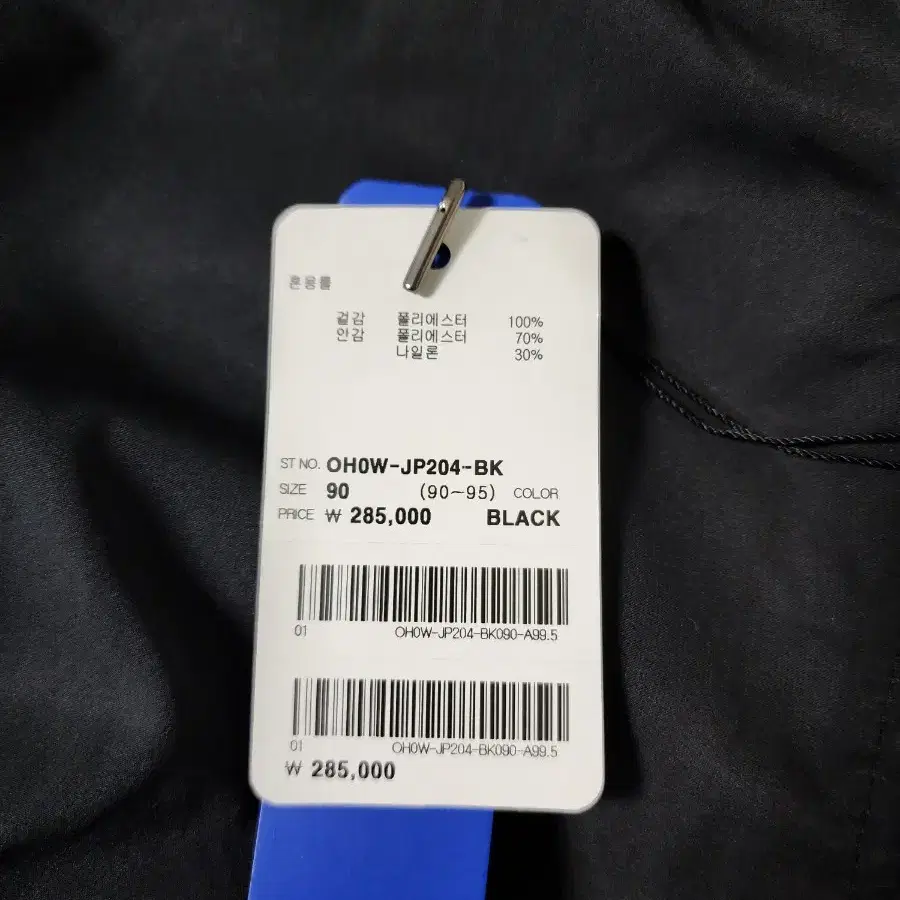 혼용률
겉감 폴리에스터 100%
안감 폴리에스터 70%
나일론 30%
ST NO. OH0W-JP204-BK
SIZE 90 (90~95) COLOR
PRICE ₩ 285,000 BLACK
01 OH0W-JP204-BK090-A99.5
01 OH0W-JP204-BK090-A99.5
₩ 285,000